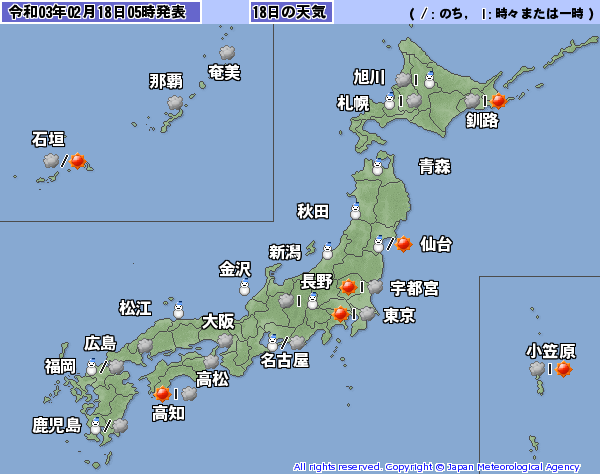 令和03年02月18日05時発表 18日の天気 ( /：のち， |：時々または一時 )
奄美
那覇
石垣
旭川
札幌
釧路
青森
秋田
仙台
新潟
金沢
長野
宇都宮
松江
東京
大阪
広島
名古屋
小笠原
福岡
高松
高知
鹿児島
All rights reserved. Copyright © Japan Meteorological Agency